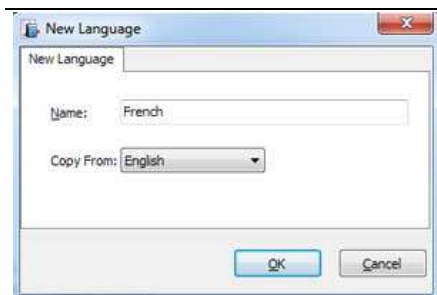 New Language
New Language
Name: French
Copy From: English
OK Cancel